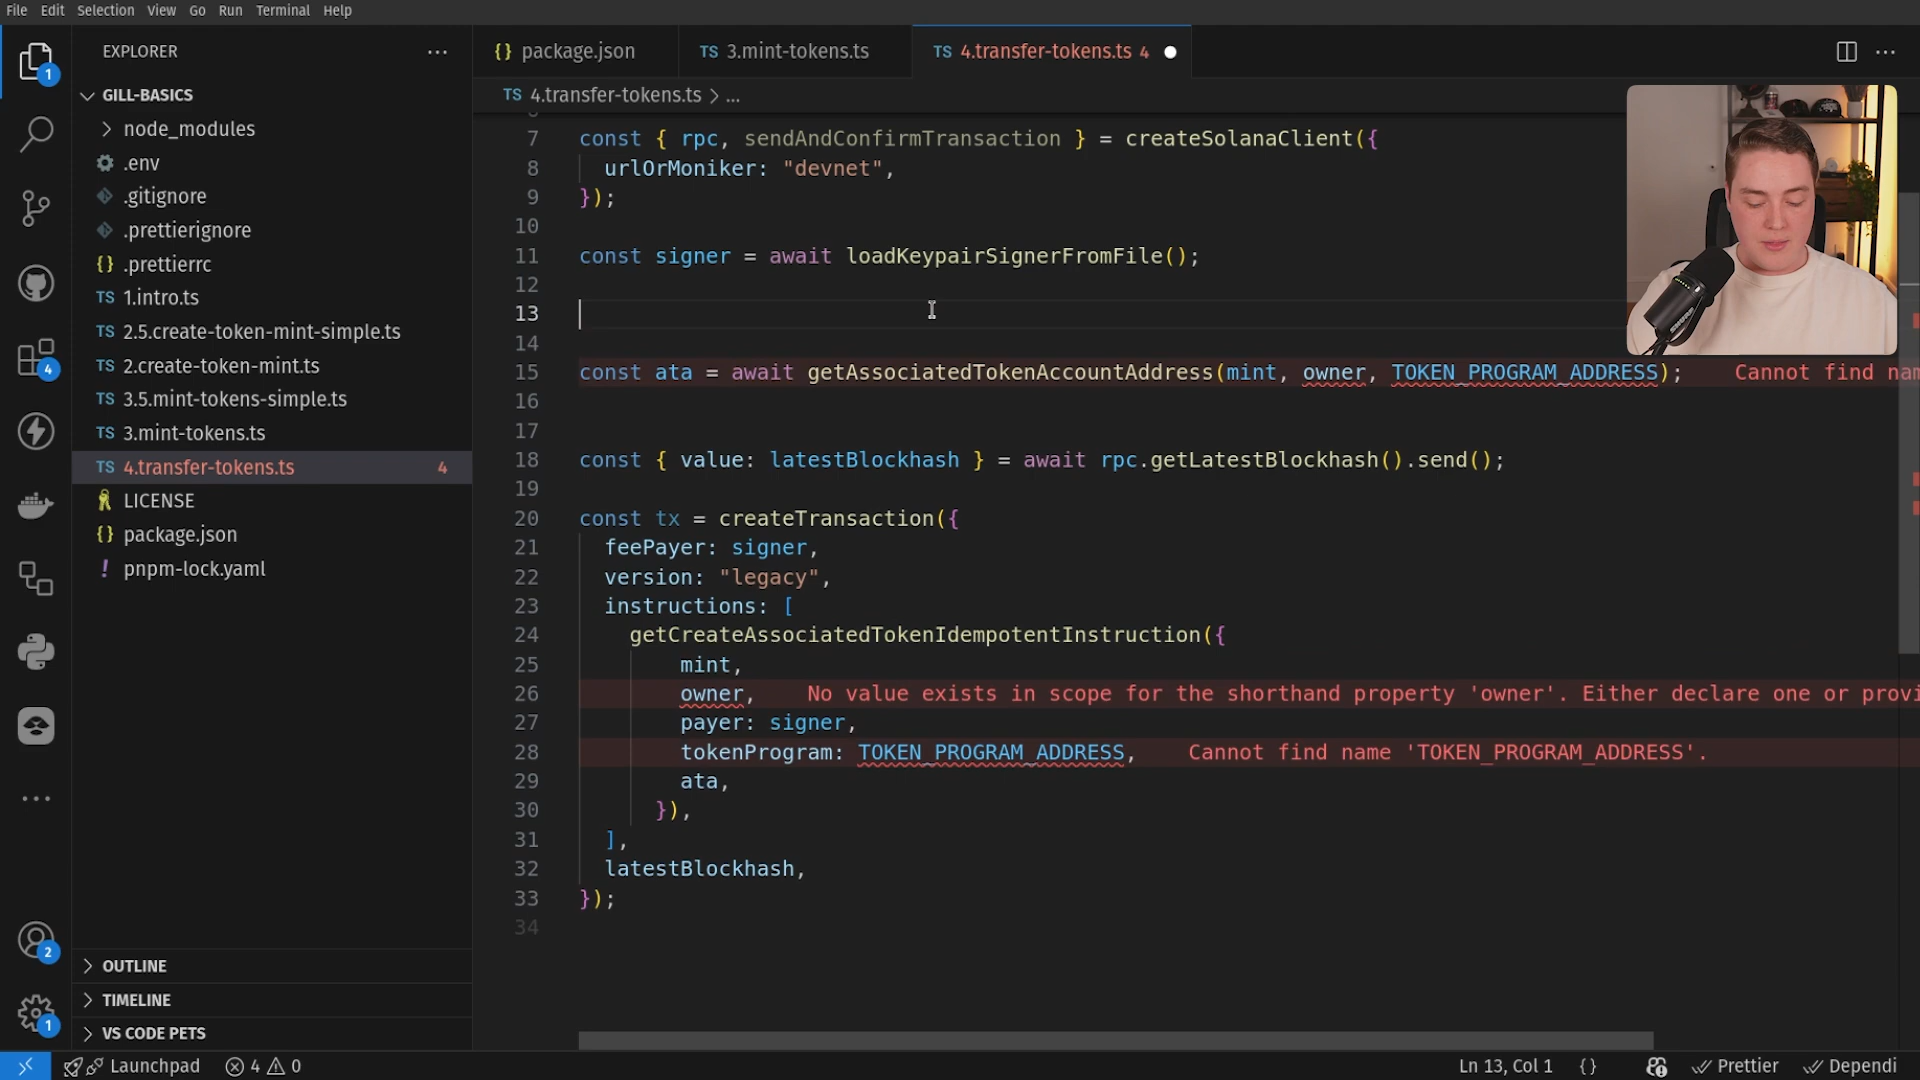 File Edit Selection View Go Run Terminal Help
EXPLORER
package.json
TS 3.mint-tokens.ts
TS 4.transfer-tokens.ts 4
GILL-BASICS
TS 4.transfer-tokens.ts > ...
node_modules
.env
.gitignore
.prettierignore
.prettierrc
TS 1.intro.ts
TS 2.5.create-token-mint-simple.ts
TS 2.create-token-mint.ts
TS 3.5.mint-tokens-simple.ts
TS 3.mint-tokens.ts
TS 4.transfer-tokens.ts 4
LICENSE
package.json
pnpm-lock.yaml
OUTLINE
TIMELINE
VS CODE PETS
1
4
2
1
7 const { rpc, sendAndConfirmTransaction } = createSolanaClient({
8 urlOrMoniker: "devnet",
9 });
10
11 const signer = await loadKeypairSignerFromFile();
12
13
14
15 const ata = await getAssociatedTokenAccountAddress(mint, owner, TOKEN_PROGRAM_ADDRESS); Cannot find
16
17
18 const { value: latestBlockhash } = await rpc.getLatestBlockhash().send();
19
20 const tx = createTransaction({
21 feePayer: signer,
22 version: "legacy",
23 instructions: [
24 getCreateAssociatedTokenIdempotentInstruction({
25 mint,
26 owner, No value exists in scope for the shorthand property 'owner'. Either declare one or provi
27 payer: signer,
28 tokenProgram: TOKEN_PROGRAM_ADDRESS, Cannot find name 'TOKEN_PROGRAM_ADDRESS'.
29 ata,
30 }),
31 ],
32 latestBlockhash,
33 });
34
Launchpad 4 0
Ln 13, Col 1 {} Prettier Dependi